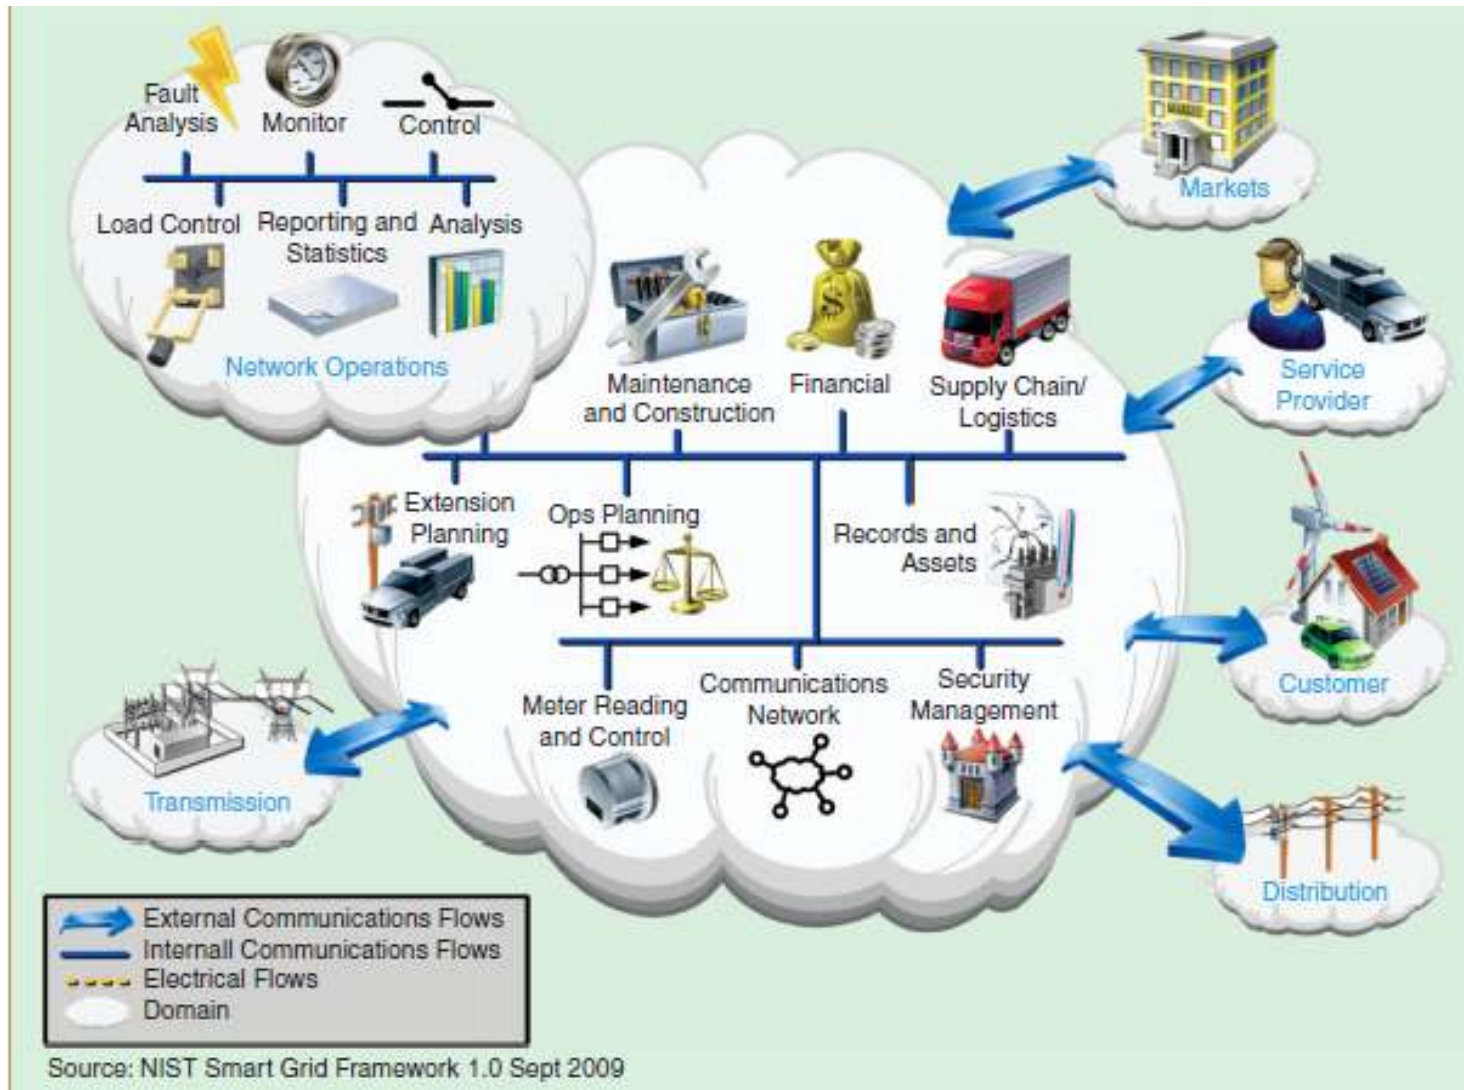 Fault
Analysis
Monitor
Control
Load Control
Reporting and
Statistics
Analysis
Network Operations
Markets
Maintenance
and Construction
Financial
Supply Chain/
Logistics
Service
Provider
Extension
Planning
Ops Planning
Records and
Assets
Customer
Meter Reading
and Control
Communications
Network
Security
Management
Transmission
Distribution
External Communications Flows
Internall Communications Flows
Electrical Flows
Domain
Source: NIST Smart Grid Framework 1.0 Sept 2009